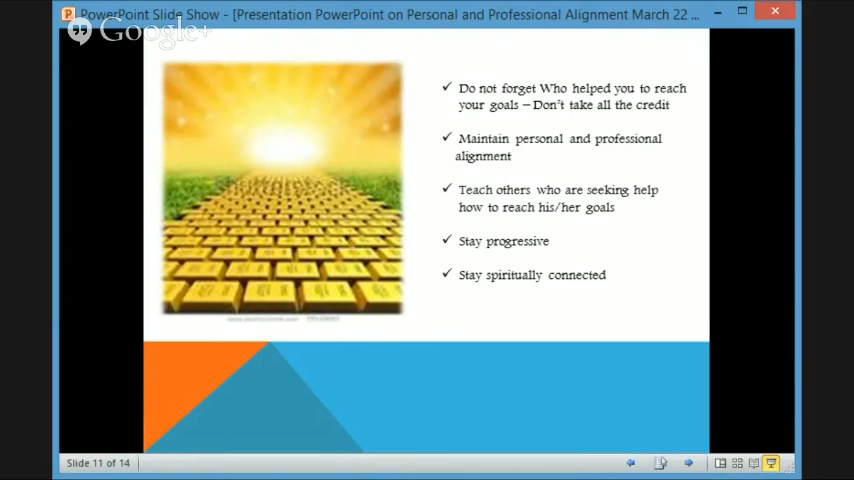 PowerPoint Slide Show - [Presentation PowerPoint on Personal and Professional Alignment March 22 ...
Google+
✓ Do not forget Who helped you to reach
your goals – Don't take all the credit
✓ Maintain personal and professional
alignment
✓ Teach others who are seeking help
how to reach his/her goals
✓ Stay progressive
✓ Stay spiritually connected
Slide 11 of 14